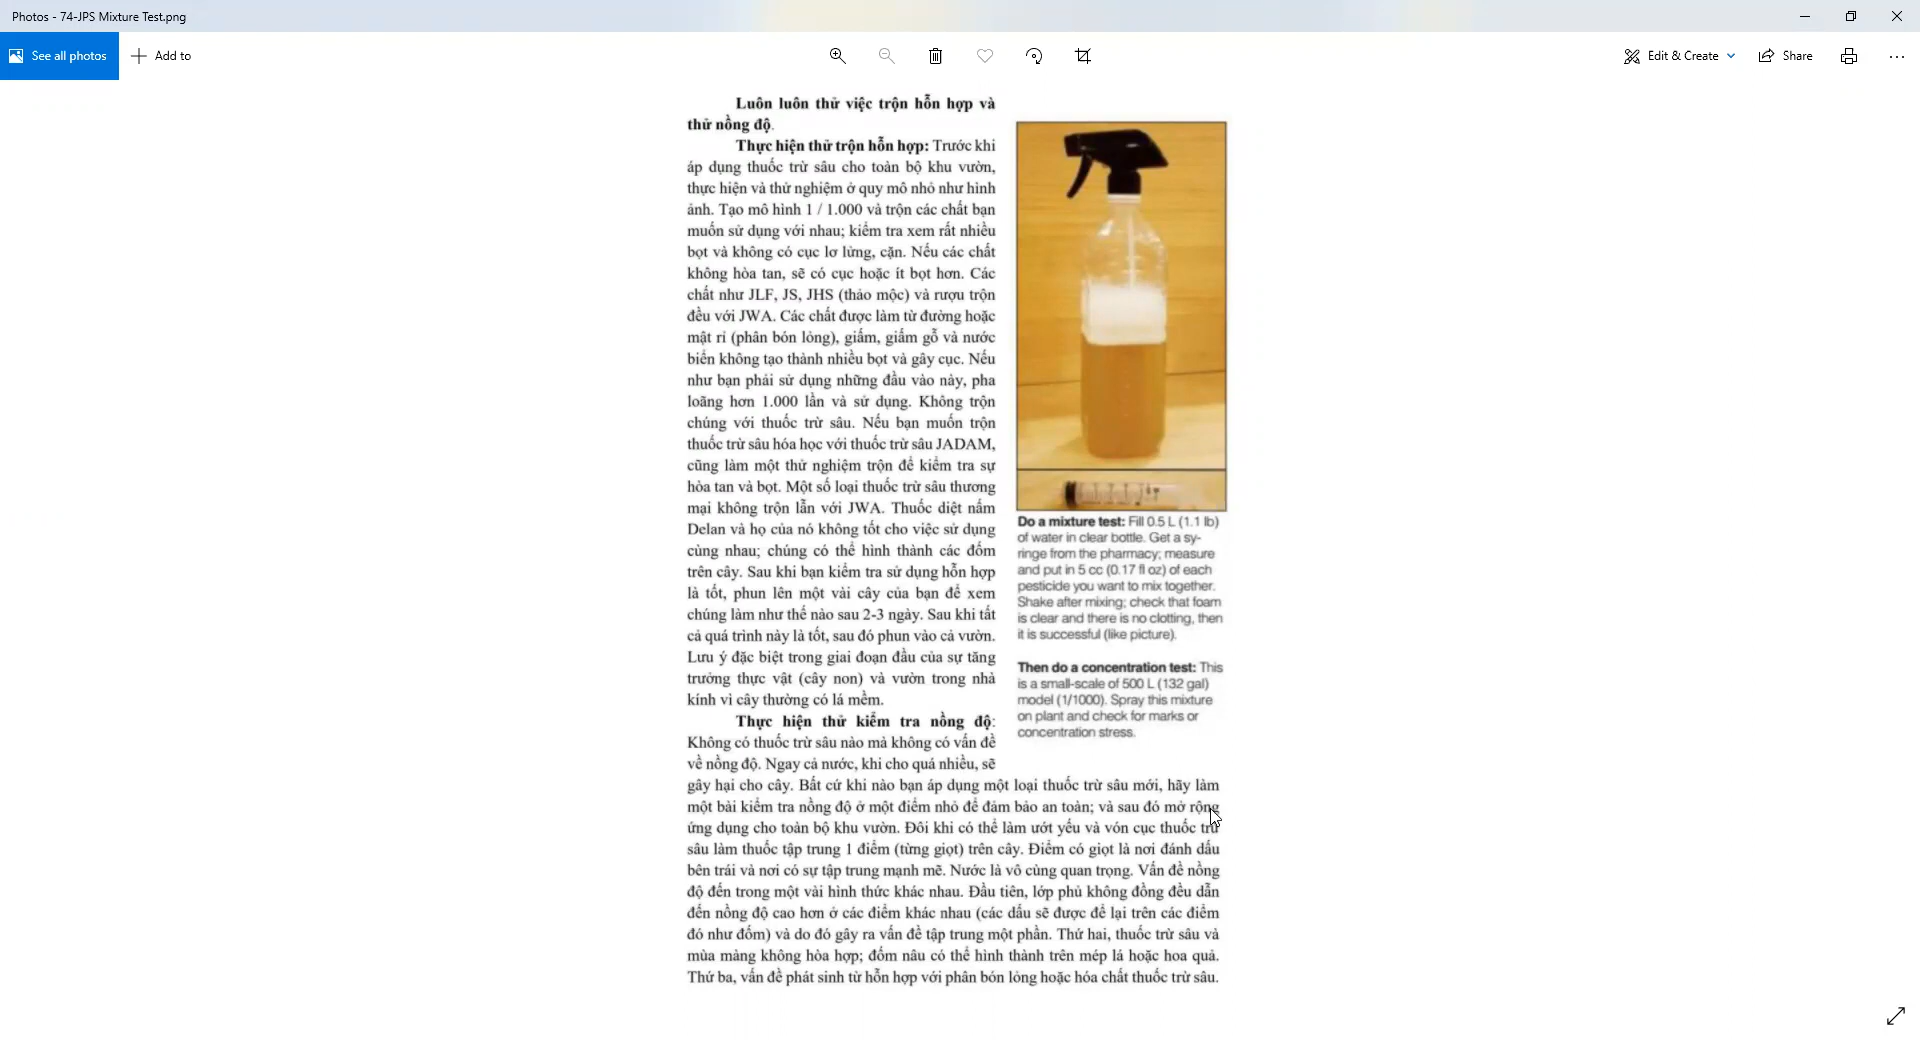 Photos - 74-JPS Mixture Test.png
See all photos
Add to
Edit & Create
Share
Luôn luôn thử việc trộn hỗn hợp và
thử nồng độ.
Thực hiện thử trộn hỗn hợp: Trước khi
áp dụng thuốc trừ sâu cho toàn bộ khu vườn,
thực hiện và thử nghiệm ở quy mô nhỏ như hình
ảnh. Tạo mô hình 1 / 1.000 và trộn các chất bạn
muốn sử dụng với nhau; kiểm tra xem rất nhiều
bọt và không có cục lơ lửng, cặn. Nếu các chất
không hòa tan, sẽ có cục hoặc ít bọt hơn. Các
chất như JLF, JS, JHS (thảo mộc) và rượu trộn
đều với JWA. Các chất được làm từ đường hoặc
mật rỉ (phân bón lỏng), giấm, giấm gỗ và nước
biển không tạo thành nhiều bọt và gây cục. Nếu
như bạn phải sử dụng những đầu vào này, pha
loãng hơn 1.000 lần và sử dụng. Không trộn
chúng với thuốc trừ sâu. Nếu bạn muốn trộn
thuốc trừ sâu hóa học với thuốc trừ sâu JADAM,
cũng làm một thử nghiệm trộn để kiểm tra sự
hòa tan và bọt. Một số loại thuốc trừ sâu thương
mại không trộn lẫn với JWA. Thuốc diệt nấm
Delan và họ của nó không tốt cho việc sử dụng
cùng nhau; chúng có thể hình thành các đốm
trên cây. Sau khi bạn kiểm tra sử dụng hỗn hợp
là tốt, phun lên một vài cây của bạn để xem
chúng làm như thế nào sau 2-3 ngày. Sau khi tất
cả quá trình này là tốt, sau đó phun vào cả vườn.
Lưu ý đặc biệt trong giai đoạn đầu của sự tăng
trưởng thực vật (cây non) và vườn trong nhà
kính vì cây thường có lá mềm.
Thực hiện thử kiểm tra nồng độ:
Không có thuốc trừ sâu nào mà không có vấn đề
về nồng độ. Ngay cả nước, khi cho quá nhiều, sẽ
gây hại cho cây. Bất cứ khi nào bạn áp dụng một loại thuốc trừ sâu mới, hãy làm
một bài kiểm tra nồng độ ở một điểm nhỏ để đảm bảo an toàn; và sau đó mở rộng
ứng dụng cho toàn bộ khu vườn. Đôi khi có thể làm ướt yếu và vón cục thuốc trừ
sâu làm thuốc tập trung 1 điểm (từng giọt) trên cây. Điểm có giọt là nơi đánh dấu
bên trái và nơi có sự tập trung mạnh mẽ. Nước là vô cùng quan trọng. Vấn đề nồng
độ đến trong một vài hình thức khác nhau. Đầu tiên, lớp phủ không đồng đều dẫn
đến nồng độ cao hơn ở các điểm khác nhau (các dấu sẽ được để lại trên các điểm
đó như đốm) và do đó gây ra vấn đề tập trung một phần. Thứ hai, thuốc trừ sâu và
mùa màng không hòa hợp; đốm nâu có thể hình thành trên mép lá hoặc hoa quả.
Thứ ba, vấn đề phát sinh từ hỗn hợp với phân bón lỏng hoặc hóa chất thuốc trừ sâu.
Do a mixture test: Fill 0.5 L (1.1 lb)
of water in clear bottle. Get a sy-
ringe from the pharmacy; measure
and put in 5 cc (0.17 fl oz) of each
pesticide you want to mix together.
Shake after mixing; check that foam
is clear and there is no clotting, then
it is successful (like picture).
Then do a concentration test: This
is a small-scale of 500 L (132 gal)
model (1/1000). Spray this mixture
on plant and check for marks or
concentration stress.